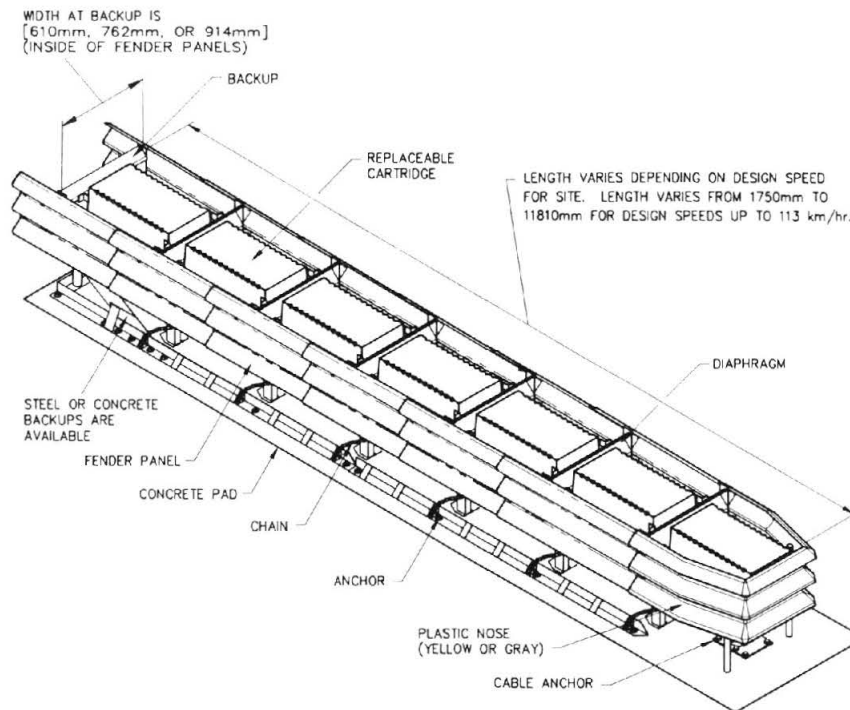 WIDTH AT BACKUP IS
[610mm, 762mm, OR 914mm]
(INSIDE OF FENDER PANELS)
BACKUP
REPLACEABLE
CARTRIDGE
LENGTH VARIES DEPENDING ON DESIGN SPEED
FOR SITE. LENGTH VARIES FROM 1750mm TO
11810mm FOR DESIGN SPEEDS UP TO 113 km/hr.
DIAPHRAGM
STEEL OR CONCRETE
BACKUPS ARE
AVAILABLE
FENDER PANEL
CONCRETE PAD
CHAIN
ANCHOR
PLASTIC NOSE
(YELLOW OR GRAY)
CABLE ANCHOR